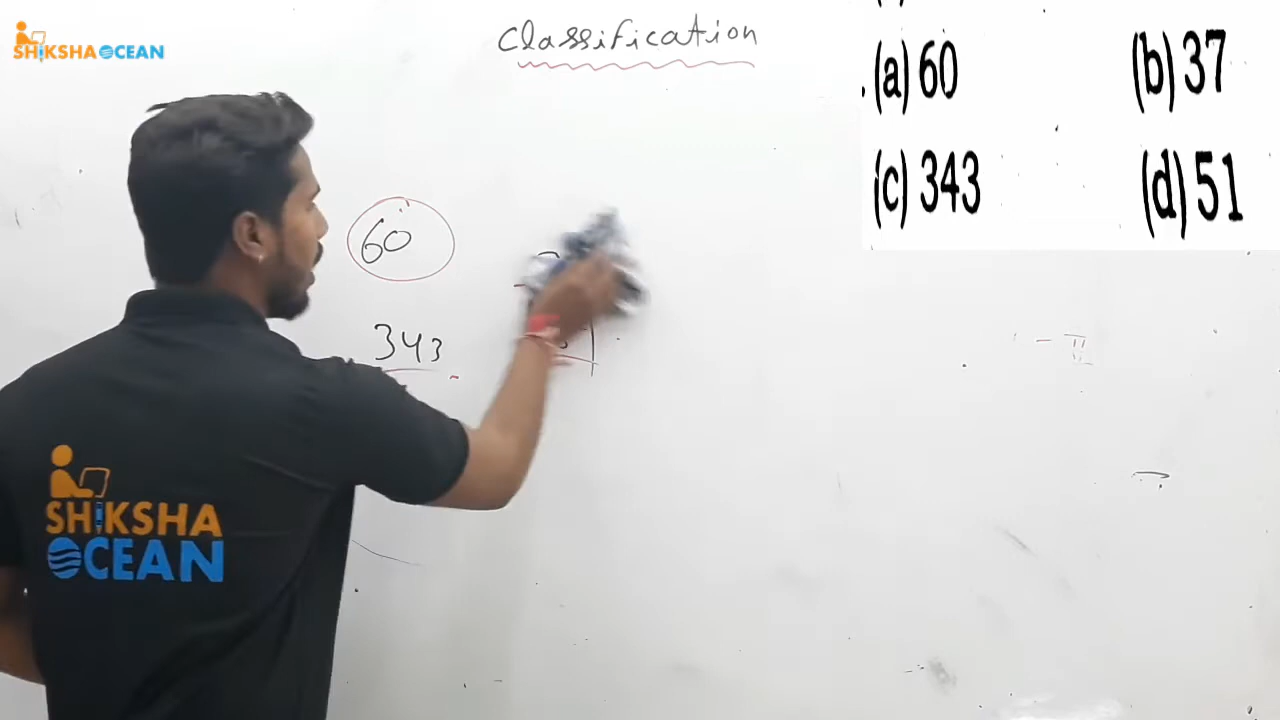 SHIKSHA OCEAN
Classification
(a) 60 (b) 37
(c) 343 (d) 51
60
343
SHIKSHA
OCEAN